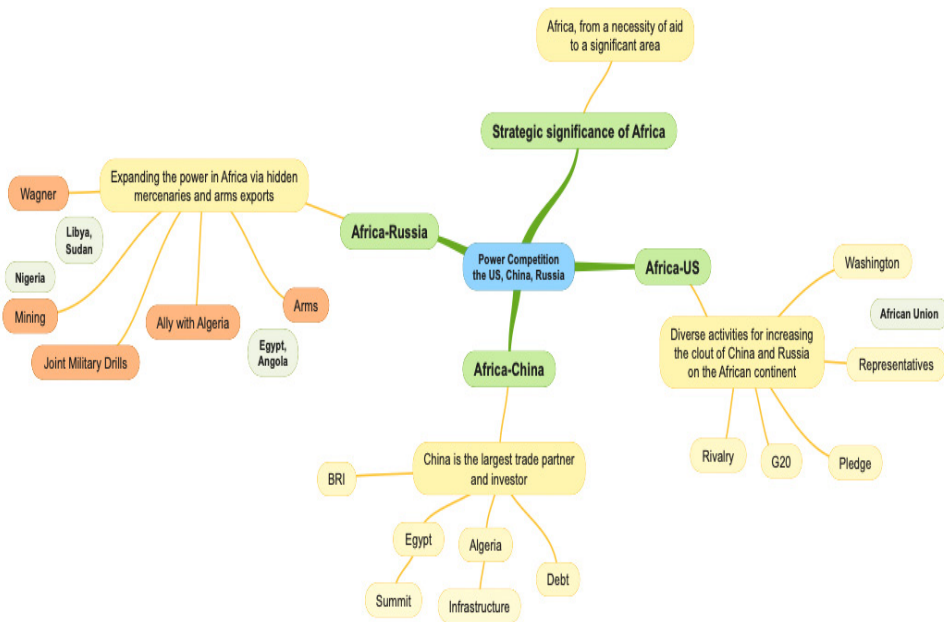 Africa, from a necessity of aid
to a significant area
Strategic significance of Africa
Expanding the power in Africa via hidden
mercenaries and arms exports
Wagner
Libya,
Sudan
Nigeria
Mining
Joint Military Drills
Ally with Algeria
Arms
Egypt,
Angola
Africa-Russia
Power Competition
the US, China, Russia
Africa-US
Washington
African Union
Diverse activities for increasing
the clout of China and Russia
on the African continent
Representatives
Rivalry
G20
Pledge
Africa-China
China is the largest trade partner
and investor
BRI
Egypt
Algeria
Debt
Summit
Infrastructure